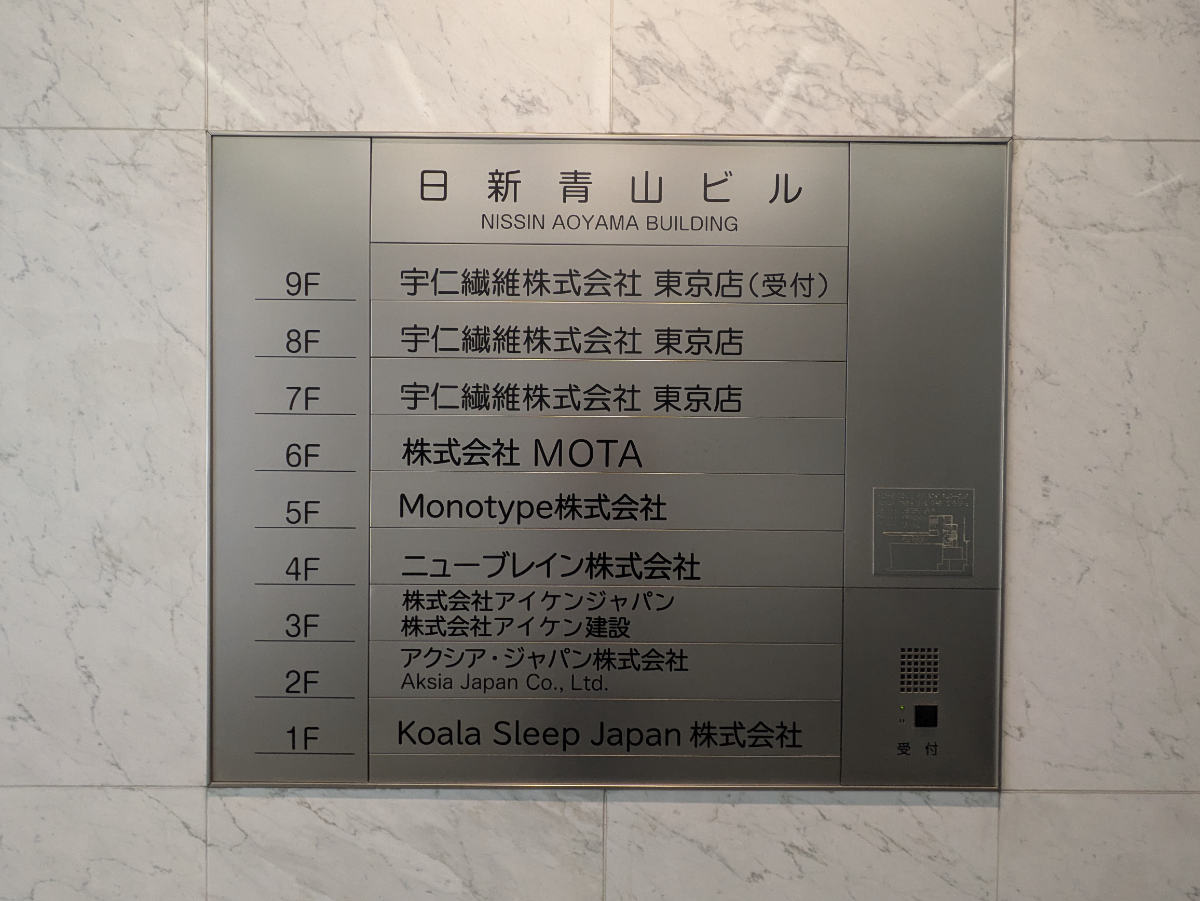 日新青山ビル
NISSIN AOYAMA BUILDING
9F 宇仁繊維株式会社 東京店(受付)
8F 宇仁繊維株式会社 東京店
7F 宇仁繊維株式会社 東京店
6F 株式会社 MOTA
5F Monotype株式会社
4F ニューブレイン株式会社
3F 株式会社アイケンジャパン
株式会社アイケン建設
2F アクシア・ジャパン株式会社
Aksia Japan Co., Ltd.
1F Koala Sleep Japan 株式会社
受付